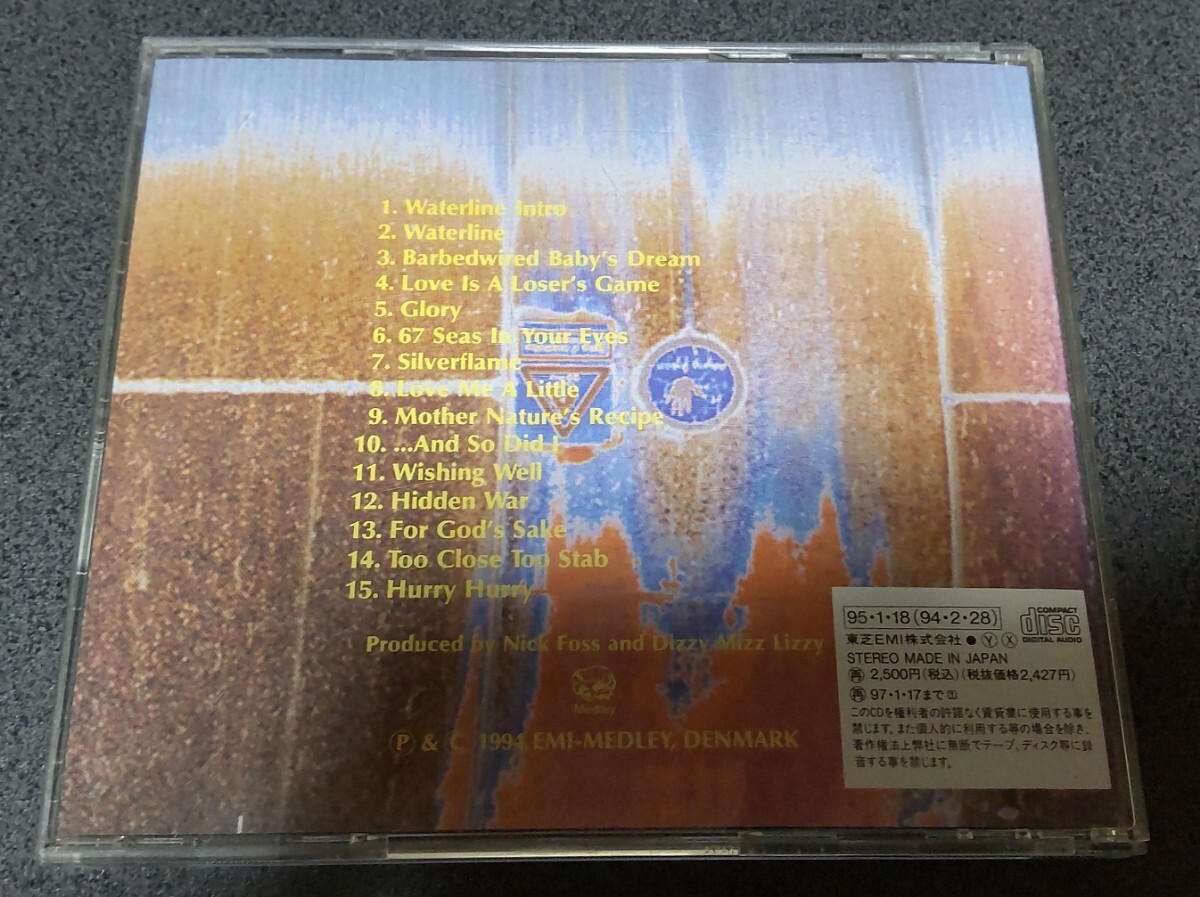 1. Waterline Intro
2. Waterline
3. Barbedwired Baby's Dream
4. Love Is A Loser's Game
5. Glory
6. 67 Seas In Your Eyes
7. Silverflame
8. Love Me A Little
9. Mother Nature's Recipe
10. ...And So Did I
11. Wishing Well
12. Hidden War
13. For God's Sake
14. Too Close Too Stab
15. Hurry Hurry
Produced by Nick Foss and Dizzy Mizz Lizzy
Medley
Ⓟ & Ⓒ 1994 EMI-MEDLEY, DENMARK
95・1・18(94・2・28)
COMPACT
disc
DIGITAL AUDIO
東芝EMI株式会社 ● Ⓨ Ⓧ
STEREO MADE IN JAPAN
再 2,500円(税込)(税抜価格2,427円)
再 97・1・17まで
このCDを権利者の許諾なく賃貸業に使用する事を
禁じます。また個人的に利用する等の場合を除き、
著作権法上弊社に無断でテープ、ディスク等に録
音する事を禁じます。